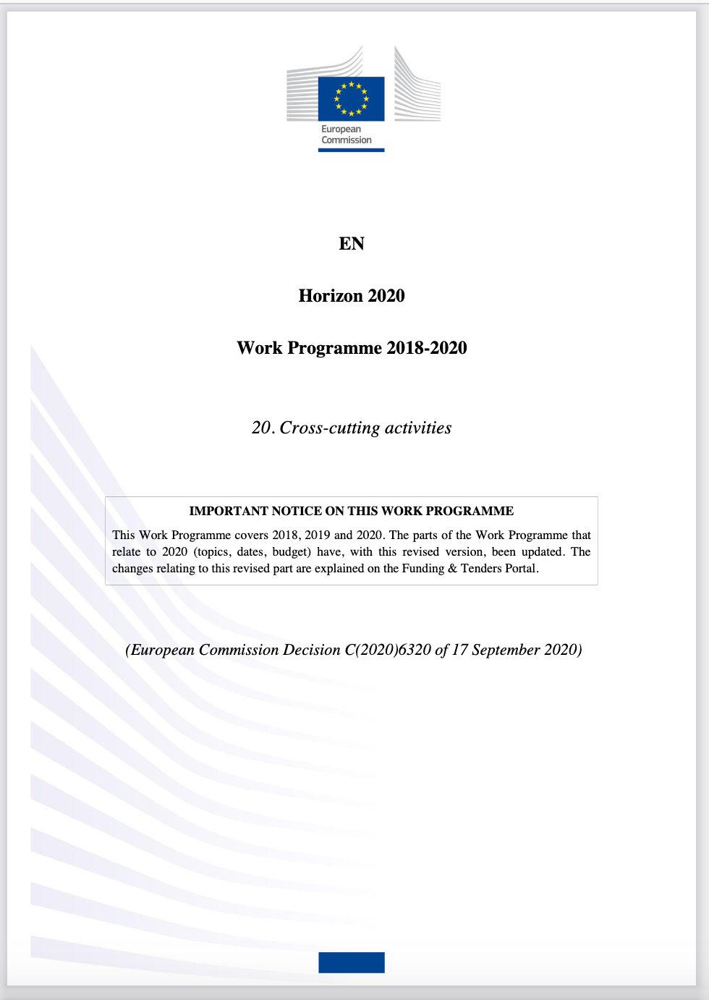 European
Commission
EN
Horizon 2020
Work Programme 2018-2020
20. Cross-cutting activities
IMPORTANT NOTICE ON THIS WORK PROGRAMME
This Work Programme covers 2018, 2019 and 2020. The parts of the Work Programme that
relate to 2020 (topics, dates, budget) have, with this revised version, been updated. The
changes relating to this revised part are explained on the Funding & Tenders Portal.
(European Commission Decision C(2020)6320 of 17 September 2020)